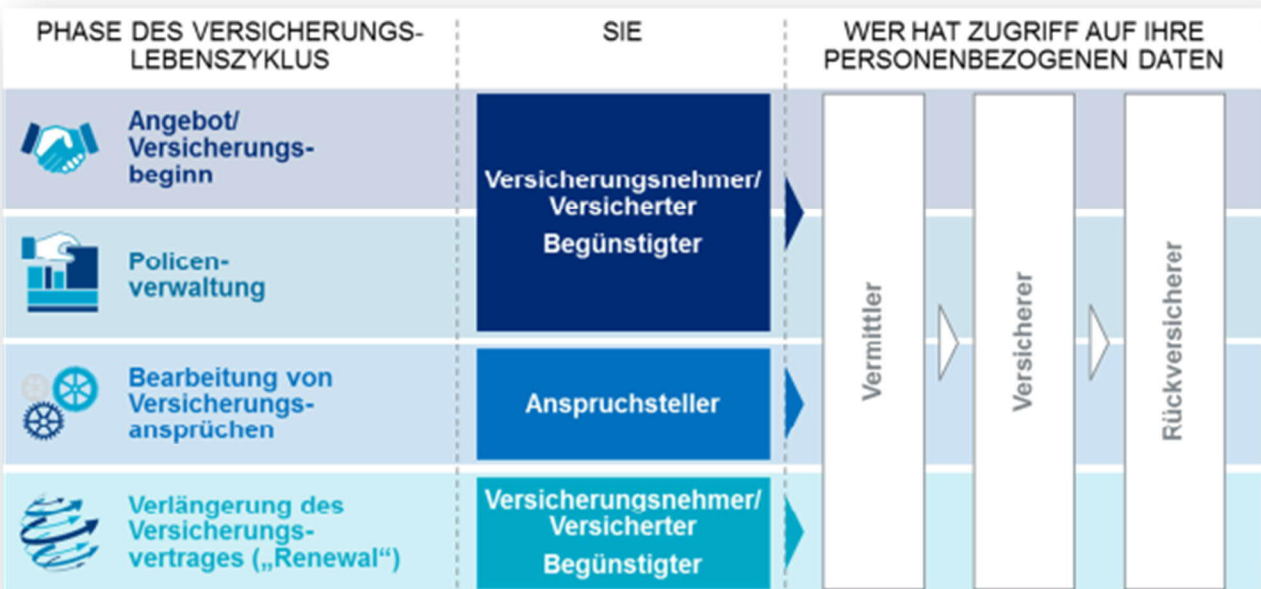 PHASE DES VERSICHERUNGS-
LEBENSZYKLUS
SIE
WER HAT ZUGRIFF AUF IHRE
PERSONENBEZOGENEN DATEN
Angebot/
Versicherungs-
beginn
Versicherungsnehmer/
Versicherter
Begünstigter
Policen-
verwaltung
Bearbeitung von
Versicherungs-
ansprüchen
Anspruchsteller
Verlängerung des
Versicherungs-
vertrages („Renewal“)
Versicherungsnehmer/
Versicherter
Begünstigter
Vermittler
Versicherer
Rückversicherer